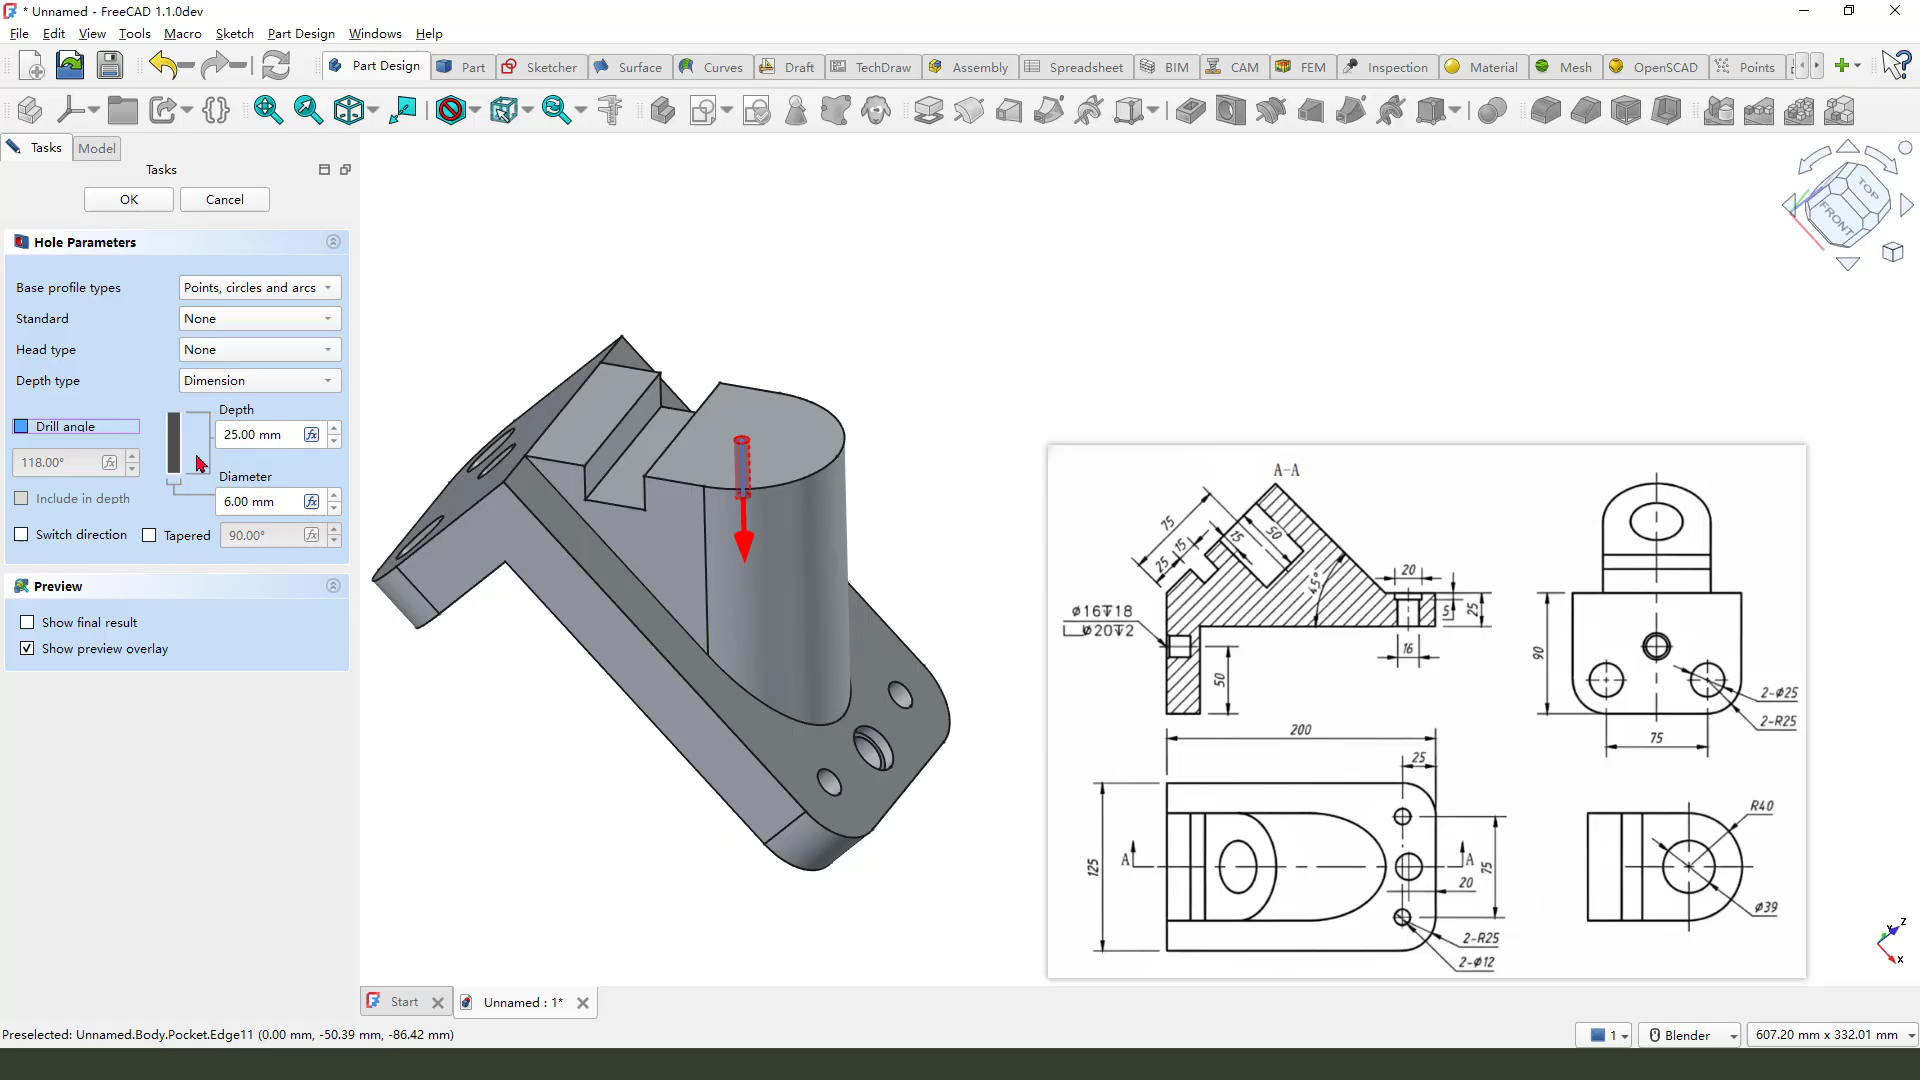 * Unnamed - FreeCAD 1.1.0dev
File Edit View Tools Macro Sketch Part Design Windows Help
Part Design Part Sketcher Surface Curves Draft TechDraw Assembly Spreadsheet BIM CAM FEM Inspection Material Mesh OpenSCAD Points
Tasks Model
Tasks
OK Cancel
Hole Parameters
Base profile types Points, circles and arcs
Standard None
Head type None
Depth type Dimension
Depth
Drill angle
25.00 mm
118.00°
Diameter
Include in depth
6.00 mm
Switch direction Tapered 90.00°
Preview
Show final result
Show preview overlay
TOP
FRONT
A-A
75
15
25
15
50
45°
20
5
25
16
50
⌀16↧18
⌴⌀20↧2
90
2-⌀25
2-R25
75
200
25
125
A
A
75
20
2-R25
2-⌀12
R40
⌀39
Z
Y
X
Start Unnamed : 1*
Preselected: Unnamed.Body.Pocket.Edge11 (0.00 mm, -50.39 mm, -86.42 mm)
1 Blender 607.20 mm x 332.01 mm